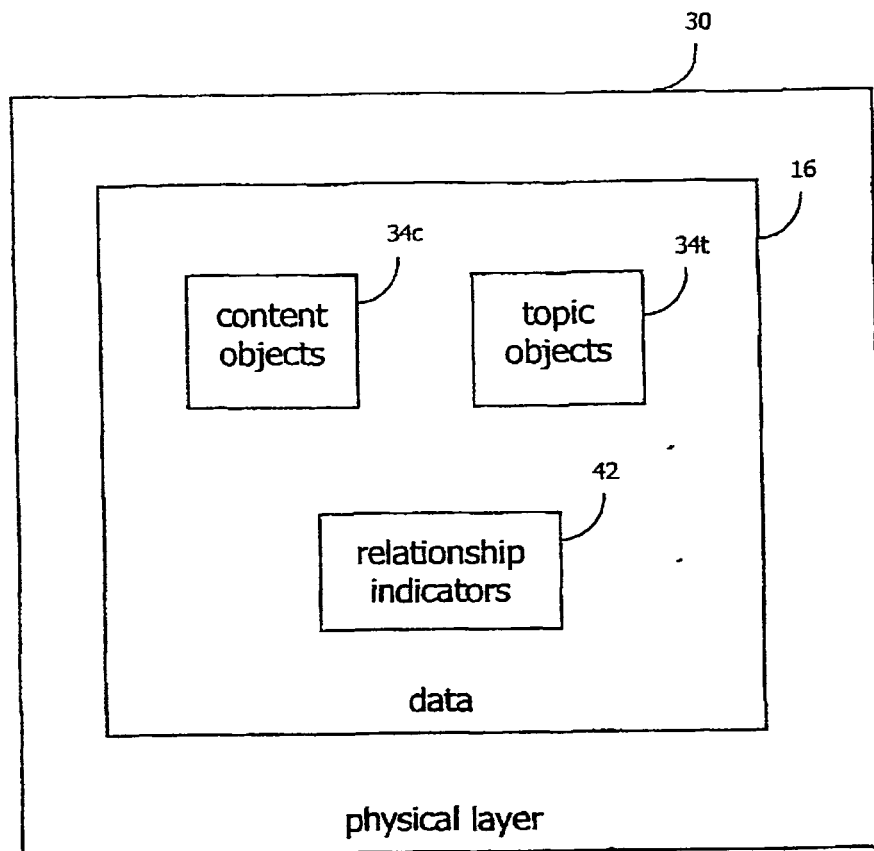 30
16
34c
34t
content
objects
topic
objects
42
relationship
indicators
data
physical layer